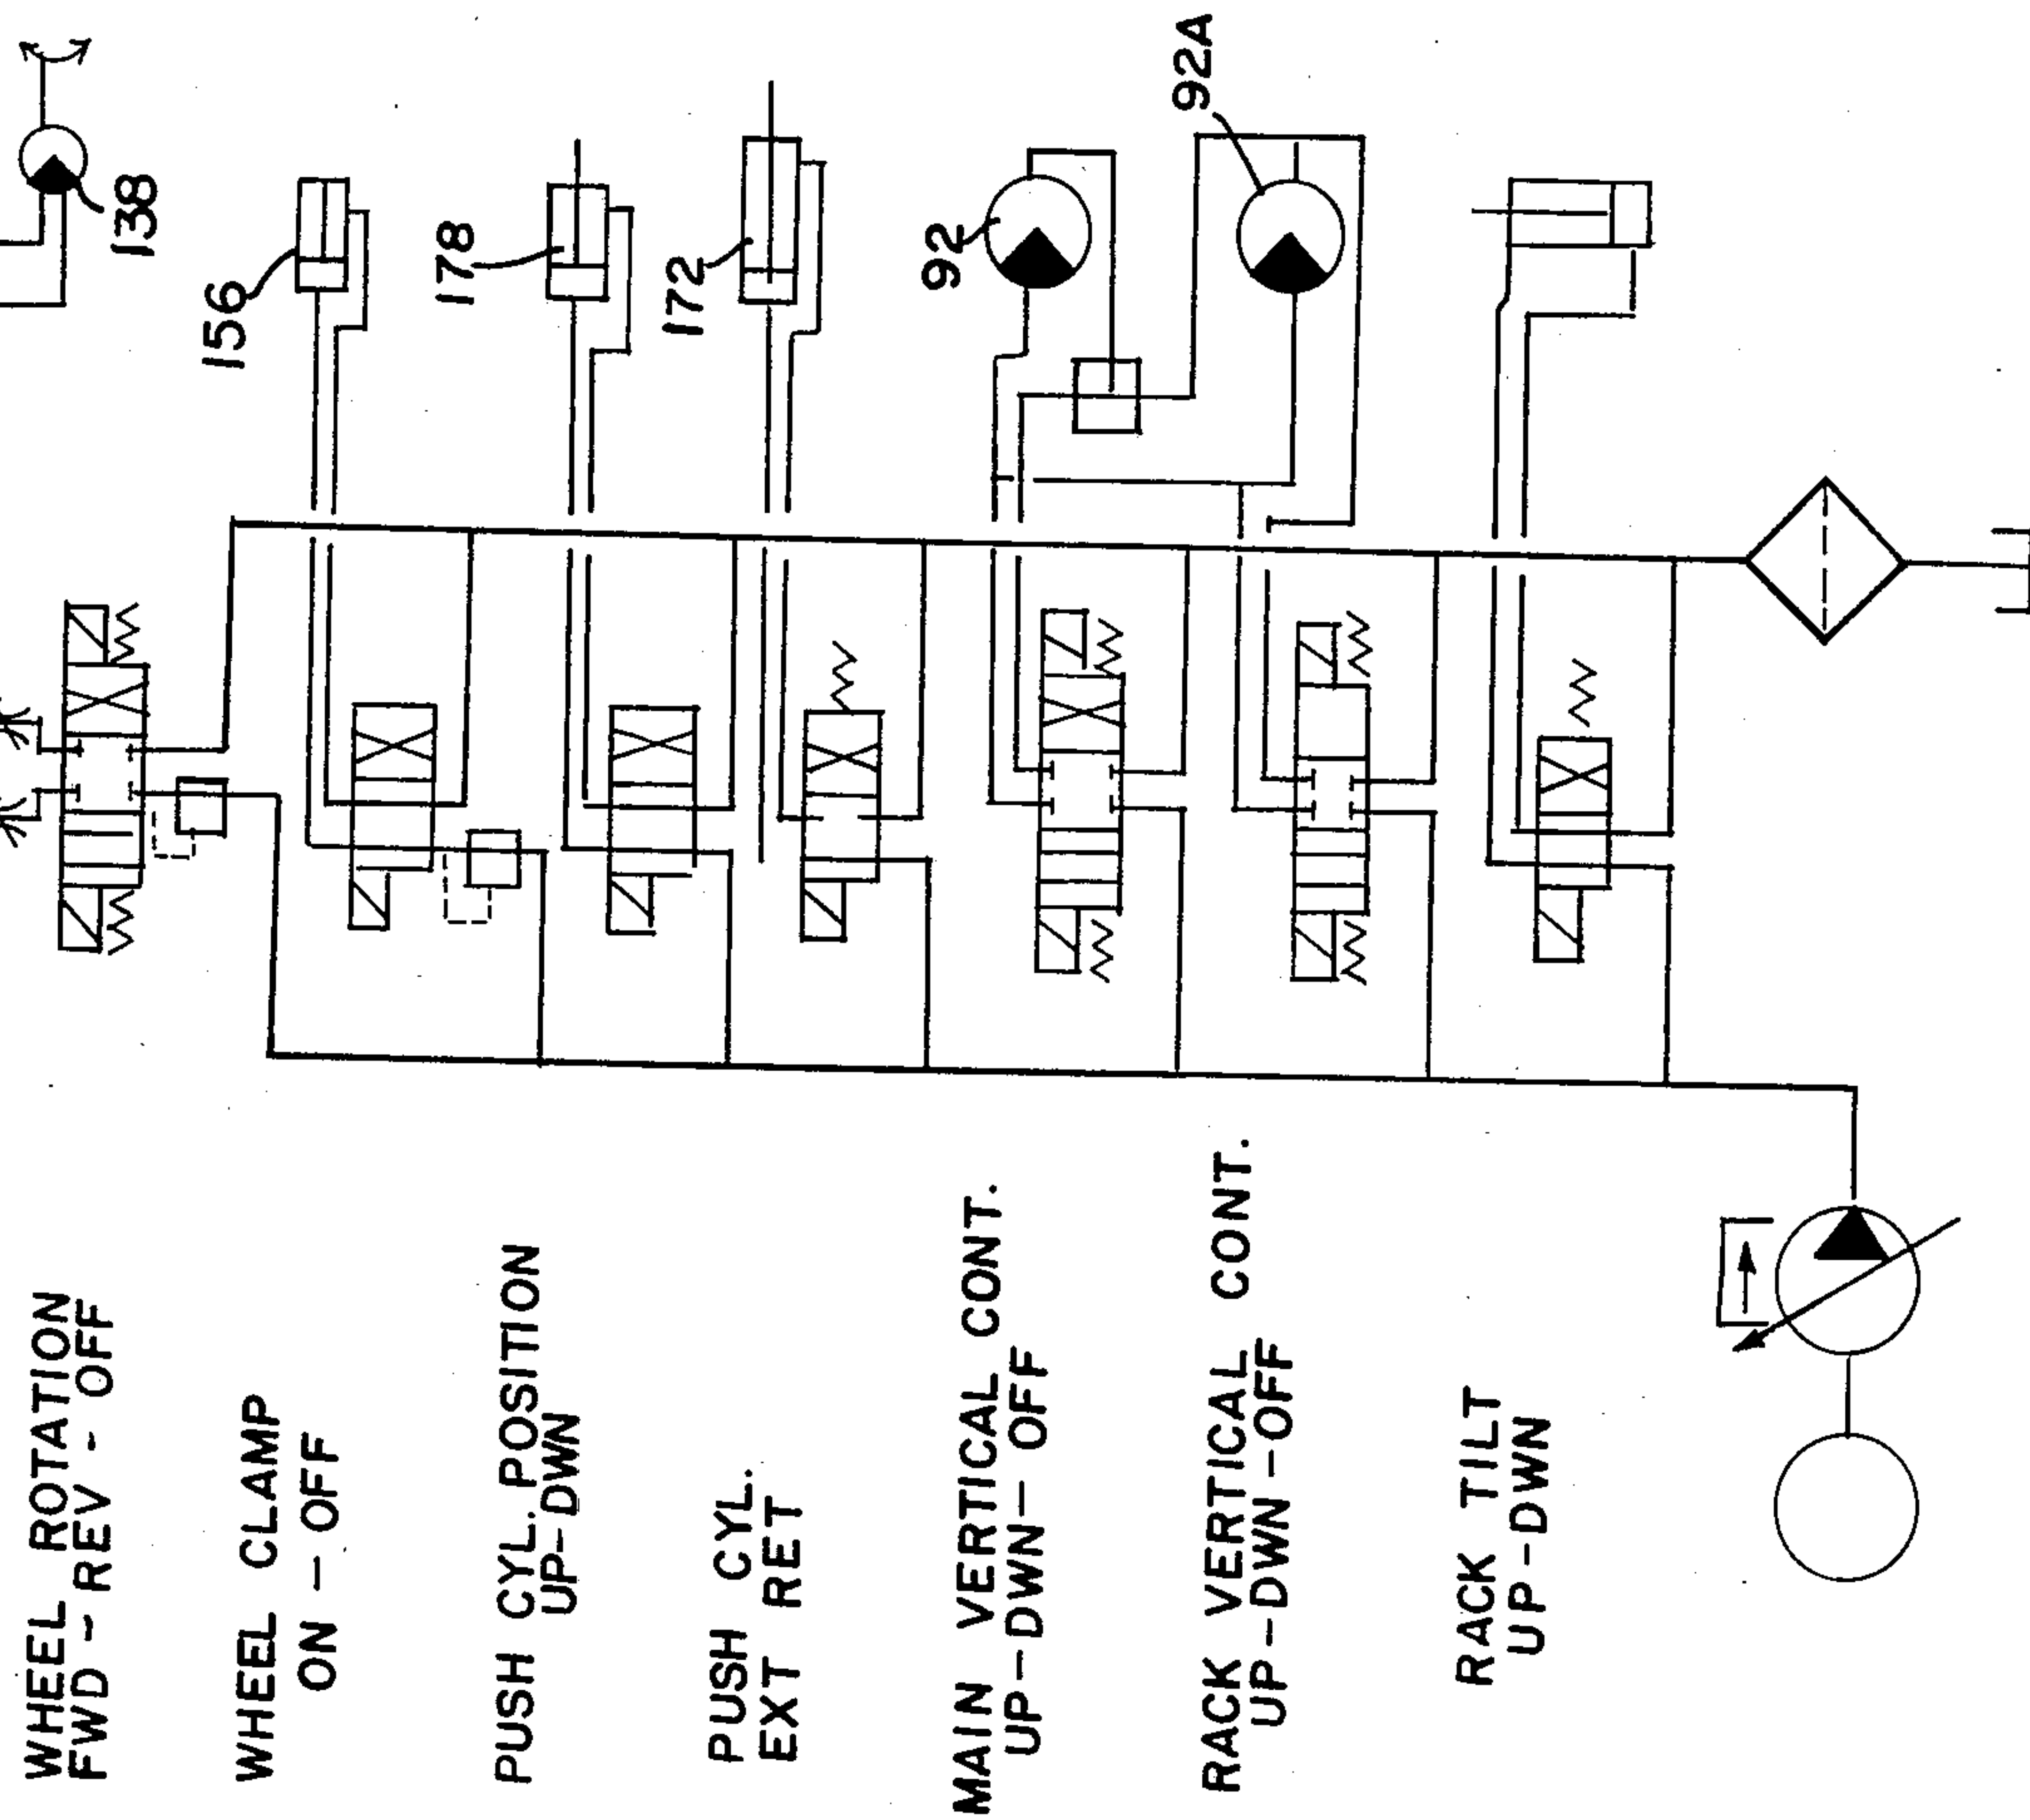 WHEEL ROTATION
FWD - REV - OFF
WHEEL CLAMP
ON - OFF
PUSH CYL. POSITION
UP-DWN
PUSH CYL.
EXT RET
MAIN VERTICAL CONT.
UP-DWN- OFF
RACK VERTICAL CONT.
UP-DWN-OFF
RACK TILT
UP-DWN
138
156
178
172
92
92A